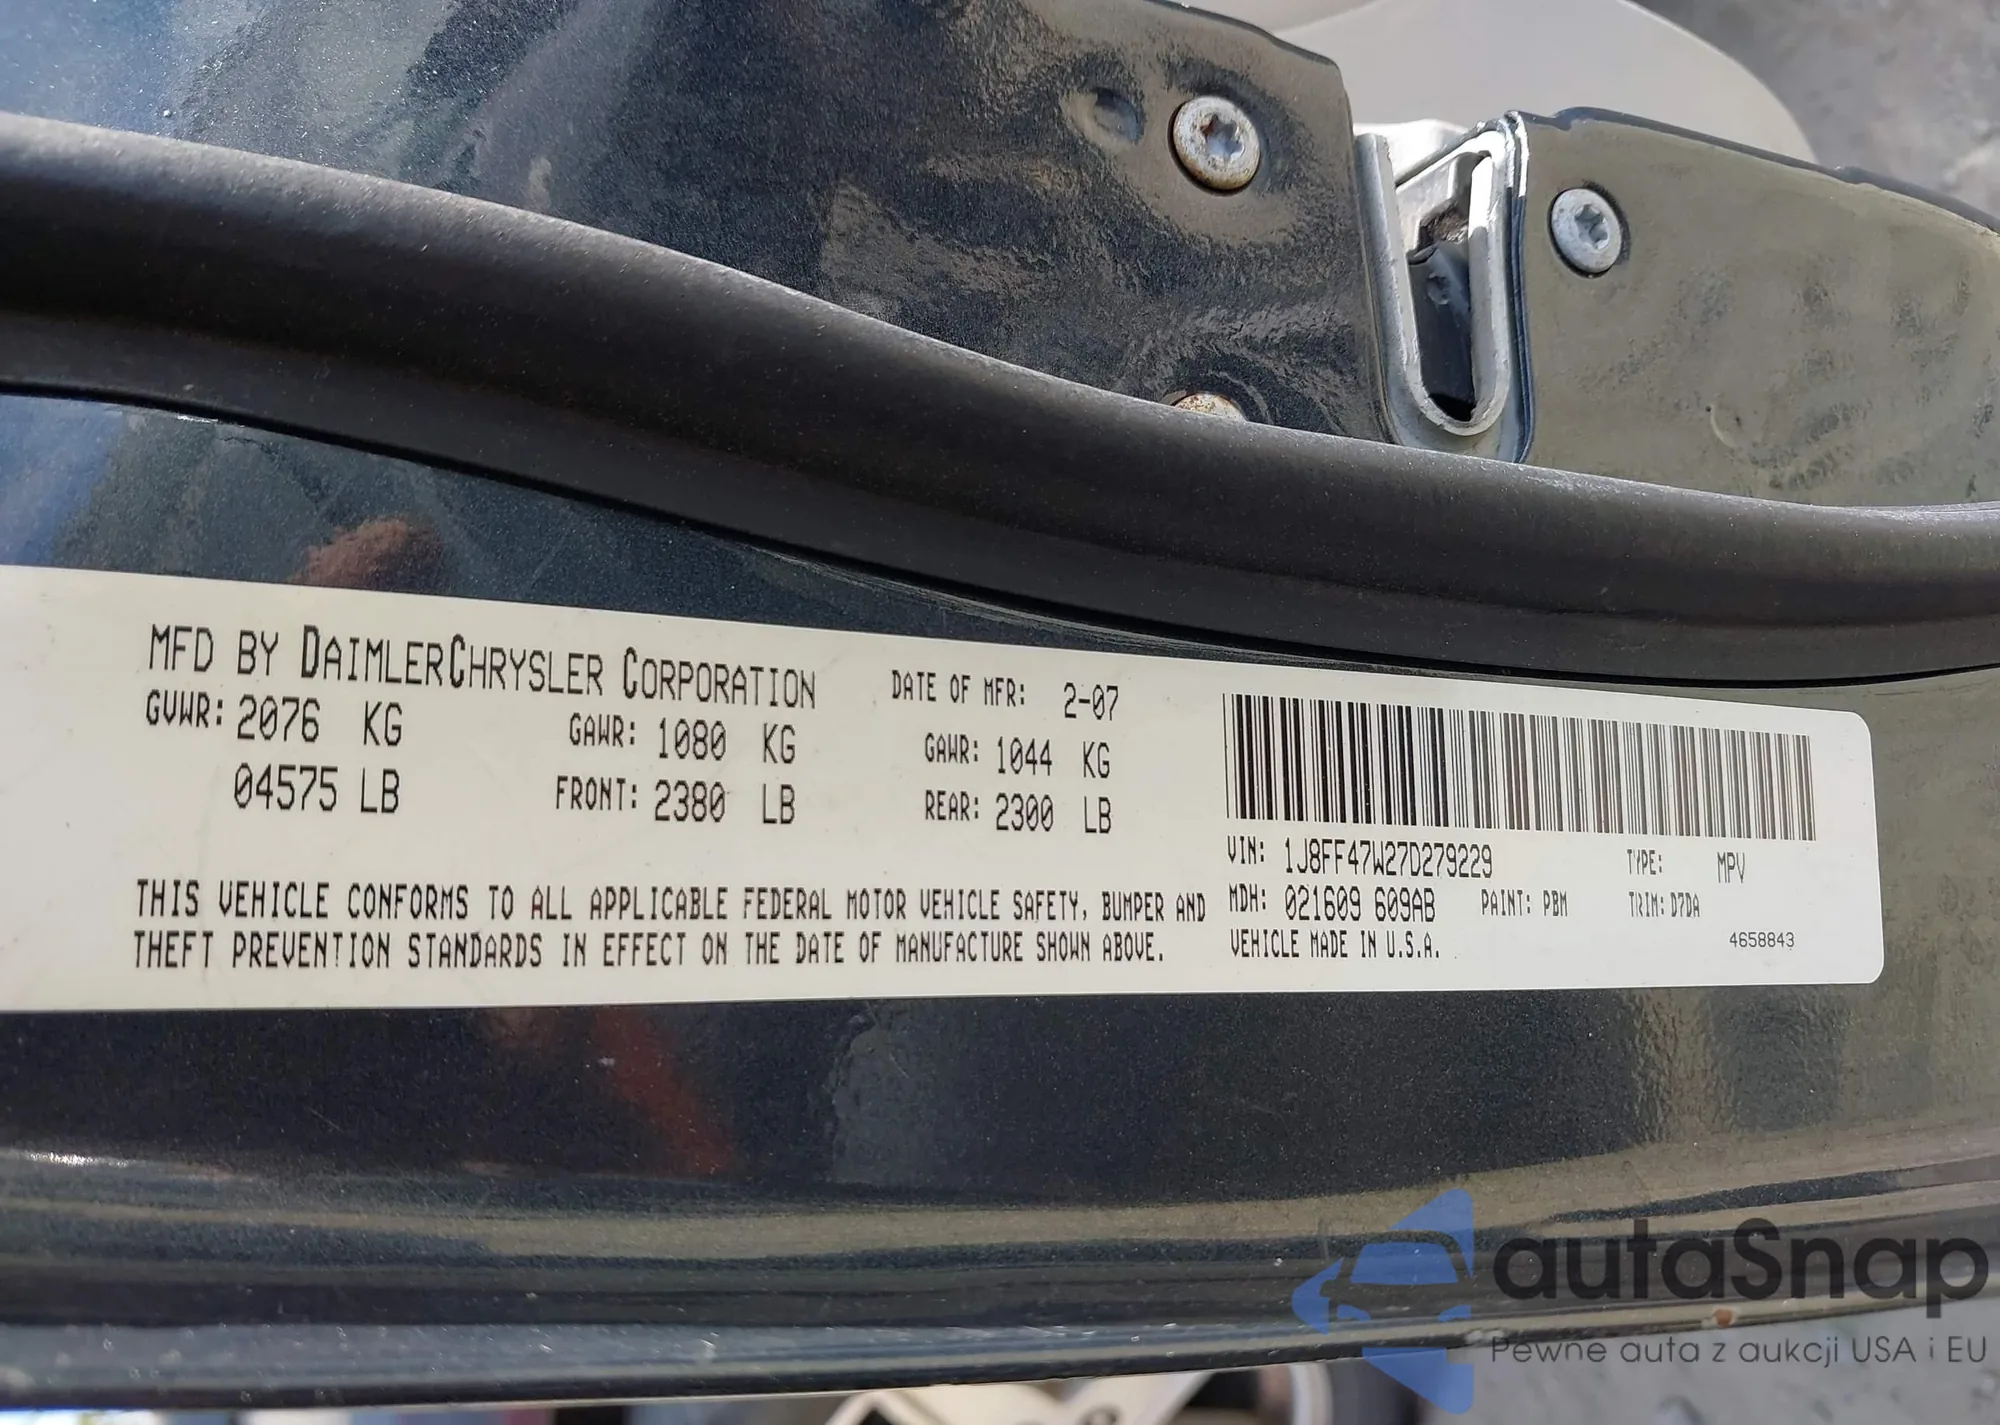 MFD BY DAIMLERCHRYSLER CORPORATION DATE OF MFR: 2-07
GVWR: 2076 KG GAWR: 1080 KG GAWR: 1044 KG
04575 LB FRONT: 2380 LB REAR: 2300 LB
THIS VEHICLE CONFORMS TO ALL APPLICABLE FEDERAL MOTOR VEHICLE SAFETY, BUMPER AND
THEFT PREVENTION STANDARDS IN EFFECT ON THE DATE OF MANUFACTURE SHOWN ABOVE.
VIN: 1J8FF47W27D279229 TYPE: MPV
MDH: 021609 609AB PAINT: PBM TRIM: D7DA
VEHICLE MADE IN U.S.A. 4658843
autaSnap
Pewne auta z aukcji USA i EU